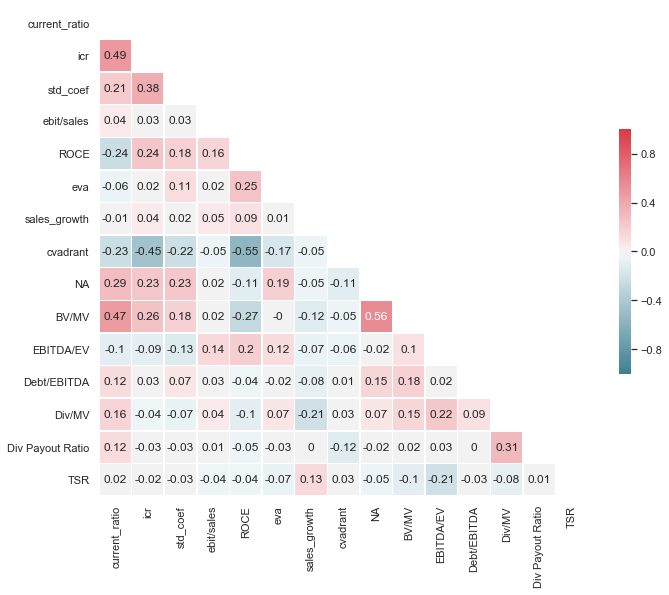 current_ratio
icr 0.49
std_coef 0.21 0.38
ebit/sales 0.04 0.03 0.03
ROCE -0.24 0.24 0.18 0.16
eva -0.06 0.02 0.11 0.02 0.25
sales_growth -0.01 0.04 0.02 0.05 0.09 0.01
cvadrant -0.23 -0.45 -0.22 -0.05 -0.55 -0.17 -0.05
NA 0.29 0.23 0.23 0.02 -0.11 0.19 -0.05 -0.11
BV/MV 0.47 0.26 0.18 0.02 -0.27 -0 -0.12 -0.05 0.56
EBITDA/EV -0.1 -0.09 -0.13 0.14 0.2 0.12 -0.07 -0.06 -0.02 0.1
Debt/EBITDA 0.12 0.03 0.07 0.03 -0.04 -0.02 -0.08 0.01 0.15 0.18 0.02
Div/MV 0.16 -0.04 -0.07 0.04 -0.1 0.07 -0.21 0.03 0.07 0.15 0.22 0.09
Div Payout Ratio 0.12 -0.03 -0.03 0.01 -0.05 -0.03 0 -0.12 -0.02 0.02 0.03 0 0.31
TSR 0.02 -0.02 -0.03 -0.04 -0.04 -0.07 0.13 0.03 -0.05 -0.1 -0.21 -0.03 -0.08 0.01
current_ratio
icr
std_coef
ebit/sales
ROCE
eva
sales_growth
cvadrant
NA
BV/MV
EBITDA/EV
Debt/EBITDA
Div/MV
Div Payout Ratio
TSR
0.8
0.4
0.0
−0.4
−0.8